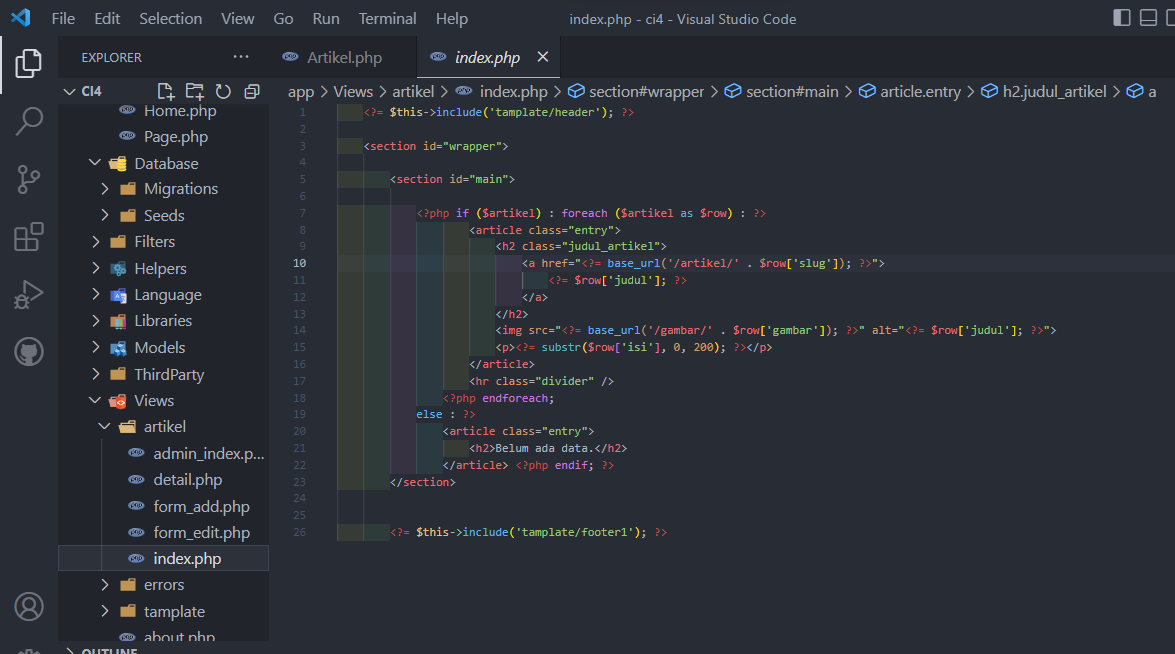 File Edit Selection View Go Run Terminal Help index.php - ci4 - Visual Studio Code
EXPLORER ··· Artikel.php index.php ×
CI4
app > Views > artikel > index.php > section#wrapper > section#main > article.entry > h2.judul_artikel > a
Home.php
Page.php
Database
Migrations
Seeds
Filters
Helpers
Language
Libraries
Models
ThirdParty
Views
artikel
admin_index.p...
detail.php
form_add.php
form_edit.php
index.php
errors
tamplate
about.php
OUTLINE
1 <?= $this->include('tamplate/header'); ?>
2
3 <section id="wrapper">
4
5 <section id="main">
6
7 <?php if ($artikel) : foreach ($artikel as $row) : ?>
8 <article class="entry">
9 <h2 class="judul_artikel">
10 <a href="<?= base_url('/artikel/' . $row['slug']); ?>">
11 <?= $row['judul']; ?>
12 </a>
13 </h2>
14 <img src="<?= base_url('/gambar/' . $row['gambar']); ?>" alt="<?= $row['judul']; ?>">
15 <p><?= substr($row['isi'], 0, 200); ?></p>
16 </article>
17 <hr class="divider" />
18 <?php endforeach;
19 else : ?>
20 <article class="entry">
21 <h2>Belum ada data.</h2>
22 </article> <?php endif; ?>
23 </section>
24
25
26 <?= $this->include('tamplate/footer1'); ?>